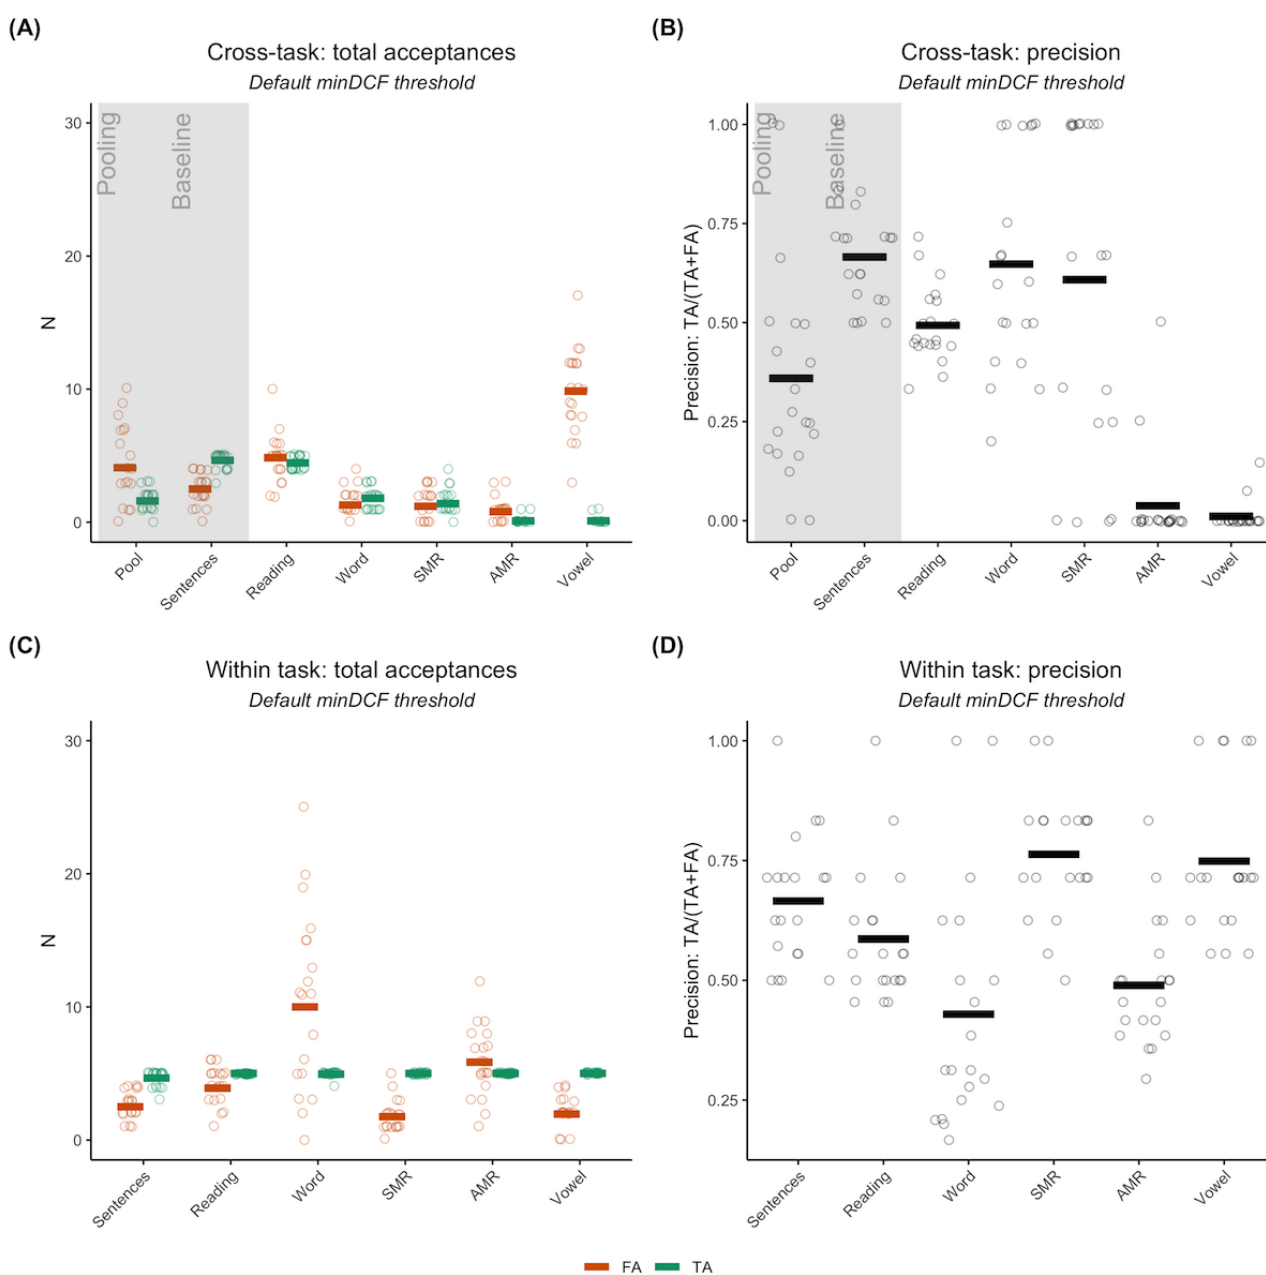 (A)
Cross-task: total acceptances
Default minDCF threshold
30
20
10
0
N
Pooling
Baseline
Pool
Sentences
Reading
Word
SMR
AMR
Vowel
(B)
Cross-task: precision
Default minDCF threshold
1.00
0.75
0.50
0.25
0.00
Precision: TA/(TA+FA)
Pooling
Baseline
Pool
Sentences
Reading
Word
SMR
AMR
Vowel
(C)
Within task: total acceptances
Default minDCF threshold
30
20
10
0
N
Sentences
Reading
Word
SMR
AMR
Vowel
(D)
Within task: precision
Default minDCF threshold
1.00
0.75
0.50
0.25
Precision: TA/(TA+FA)
Sentences
Reading
Word
SMR
AMR
Vowel
FA TA